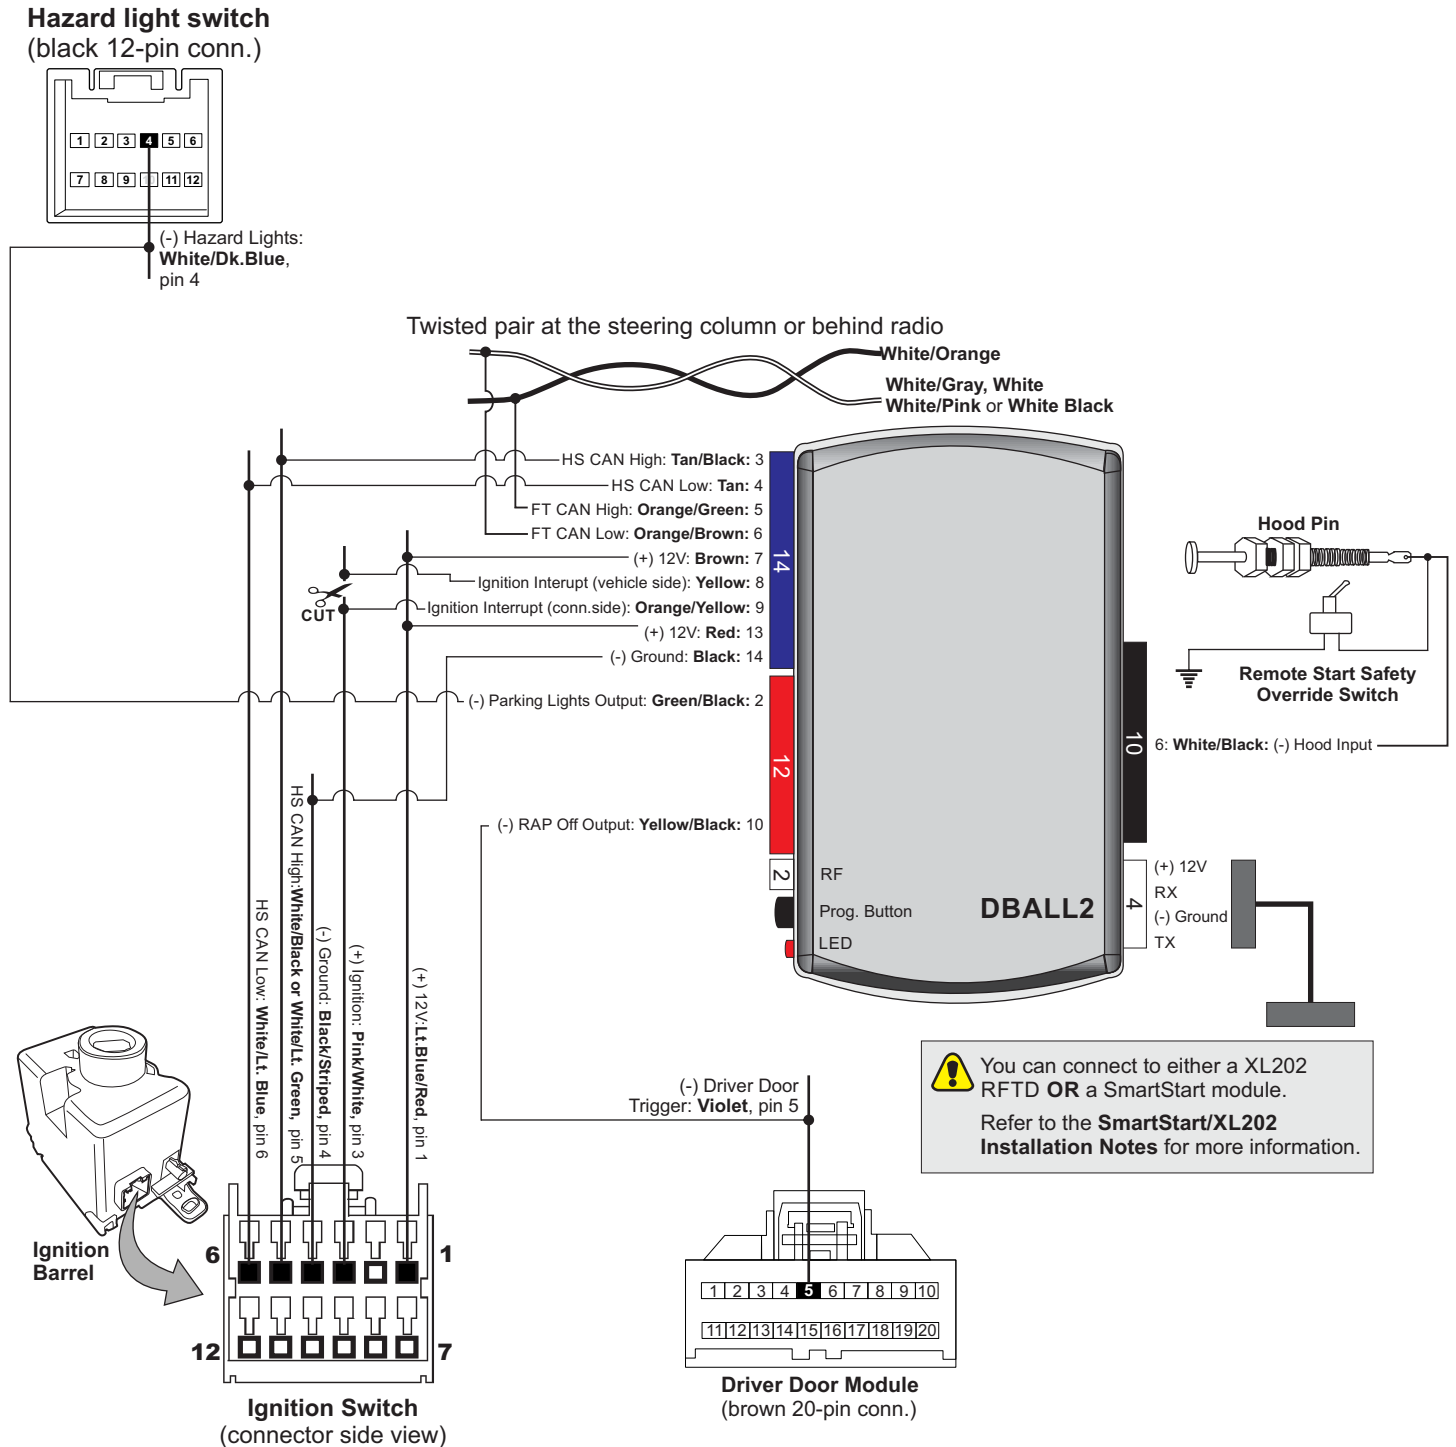 Hazard light switch
(black 12-pin conn.)
1 2 3 4 5 6
7 8 9 10 11 12
(-) Hazard Lights:
White/Dk.Blue,
pin 4
Twisted pair at the steering column or behind radio
White/Orange
White/Gray, White
White/Pink or White Black
HS CAN High: Tan/Black: 3
HS CAN Low: Tan: 4
FT CAN High: Orange/Green: 5
FT CAN Low: Orange/Brown: 6
(+) 12V: Brown: 7
Ignition Interupt (vehicle side): Yellow: 8
Ignition Interrupt (conn.side): Orange/Yellow: 9
(+) 12V: Red: 13
(-) Ground: Black: 14
CUT
14
(-) Parking Lights Output: Green/Black: 2
12
(-) RAP Off Output: Yellow/Black: 10
2
RF
Prog. Button
LED
DBALL2
Hood Pin
Remote Start Safety
Override Switch
10
6: White/Black: (-) Hood Input
4
(+) 12V
RX
(-) Ground
TX
You can connect to either a XL202
RFTD OR a SmartStart module.
Refer to the SmartStart/XL202
Installation Notes for more information.
HS CAN Low: White/Lt. Blue, pin 6
HS CAN High:White/Black or White/Lt. Green, pin 5
(-) Ground: Black/Striped, pin 4
(+) Ignition: Pink/White, pin 3
(+) 12V:Lt.Blue/Red, pin 1
Ignition
Barrel
6 1
12 7
Ignition Switch
(connector side view)
(-) Driver Door
Trigger: Violet, pin 5
1 2 3 4 5 6 7 8 9 10
11 12 13 14 15 16 17 18 19 20
Driver Door Module
(brown 20-pin conn.)